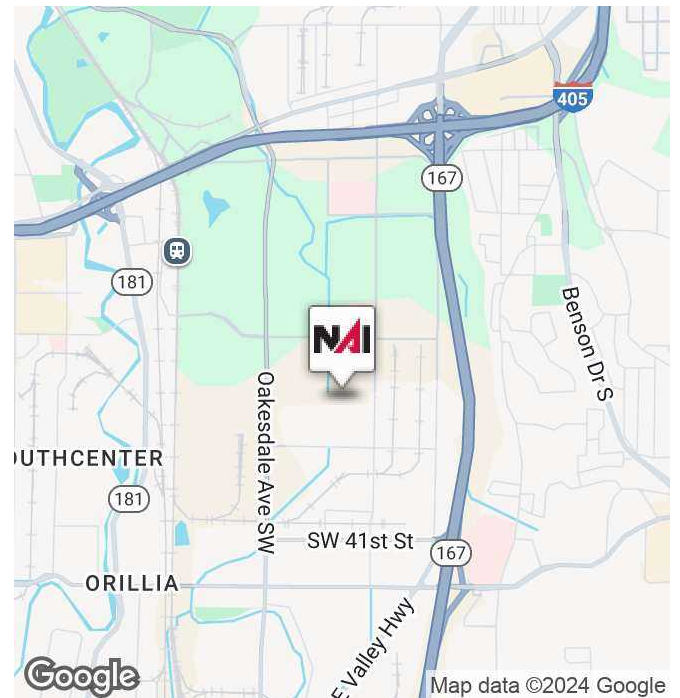 405
167
181
NAI
Benson Dr S
Oakesdale Ave SW
OUTHCENTER
181
SW 41st St
167
ORILLIA
E Valley Hwy
Google
Map data ©2024 Google